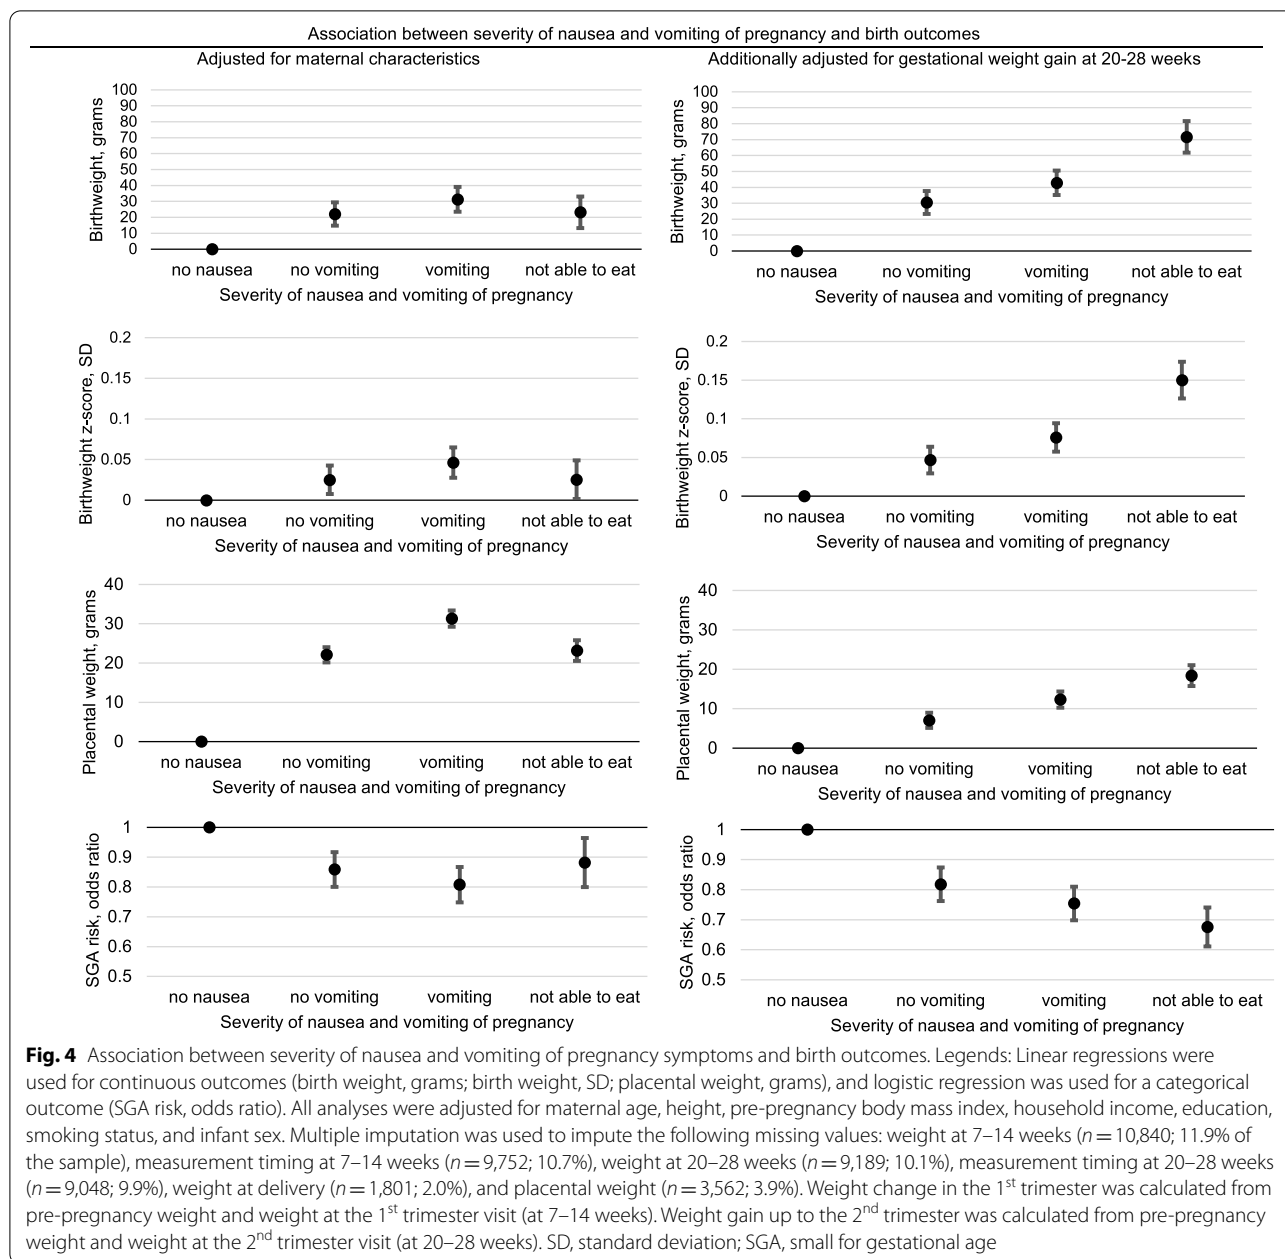 Association between severity of nausea and vomiting of pregnancy and birth outcomes
Adjusted for maternal characteristics
Birthweight, grams
100
90
80
70
60
50
40
30
20
10
0
no nausea no vomiting vomiting not able to eat
Severity of nausea and vomiting of pregnancy
Additionally adjusted for gestational weight gain at 20-28 weeks
Birthweight, grams
100
90
80
70
60
50
40
30
20
10
0
no nausea no vomiting vomiting not able to eat
Severity of nausea and vomiting of pregnancy
Birthweight z-score, SD
0.2
0.15
0.1
0.05
0
no nausea no vomiting vomiting not able to eat
Severity of nausea and vomiting of pregnancy
Birthweight z-score, SD
0.2
0.15
0.1
0.05
0
no nausea no vomiting vomiting not able to eat
Severity of nausea and vomiting of pregnancy
Placental weight, grams
40
30
20
10
0
no nausea no vomiting vomiting not able to eat
Severity of nausea and vomiting of pregnancy
Placental weight, grams
40
30
20
10
0
no nausea no vomiting vomiting not able to eat
Severity of nausea and vomiting of pregnancy
SGA risk, odds ratio
1
0.9
0.8
0.7
0.6
0.5
no nausea no vomiting vomiting not able to eat
Severity of nausea and vomiting of pregnancy
SGA risk, odds ratio
1
0.9
0.8
0.7
0.6
0.5
no nausea no vomiting vomiting not able to eat
Severity of nausea and vomiting of pregnancy
Fig. 4 Association between severity of nausea and vomiting of pregnancy symptoms and birth outcomes. Legends: Linear regressions were
used for continuous outcomes (birth weight, grams; birth weight, SD; placental weight, grams), and logistic regression was used for a categorical
outcome (SGA risk, odds ratio). All analyses were adjusted for maternal age, height, pre-pregnancy body mass index, household income, education,
smoking status, and infant sex. Multiple imputation was used to impute the following missing values: weight at 7–14 weeks (n = 10,840; 11.9% of
the sample), measurement timing at 7–14 weeks (n = 9,752; 10.7%), weight at 20–28 weeks (n = 9,189; 10.1%), measurement timing at 20–28 weeks
(n = 9,048; 9.9%), weight at delivery (n = 1,801; 2.0%), and placental weight (n = 3,562; 3.9%). Weight change in the 1st trimester was calculated from
pre-pregnancy weight and weight at the 1st trimester visit (at 7–14 weeks). Weight gain up to the 2nd trimester was calculated from pre-pregnancy
weight and weight at the 2nd trimester visit (at 20–28 weeks). SD, standard deviation; SGA, small for gestational age